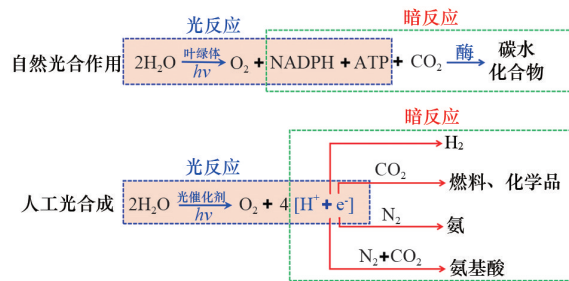 光反应
暗反应
自然光合作用 2H₂O 叶绿体 hν O₂ + NADPH + ATP + CO₂ 酶 碳水
化合物
暗反应
光反应
H₂
CO₂
燃料、化学品
人工光合成 2H₂O 光催化剂 hν O₂ + 4 [H⁺ + e⁻]
N₂
氨
N₂+CO₂
氨基酸